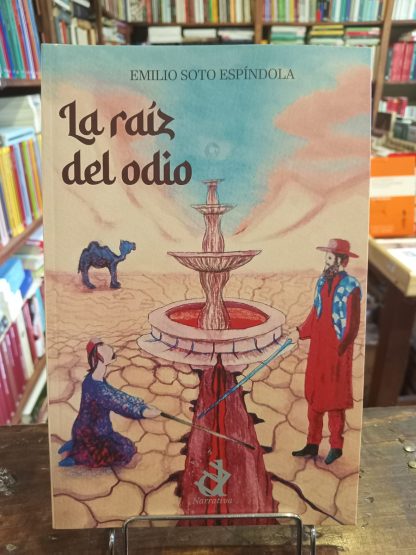 EMILIO SOTO ESPÍNDOLA
La raíz
del odio
Narrativa